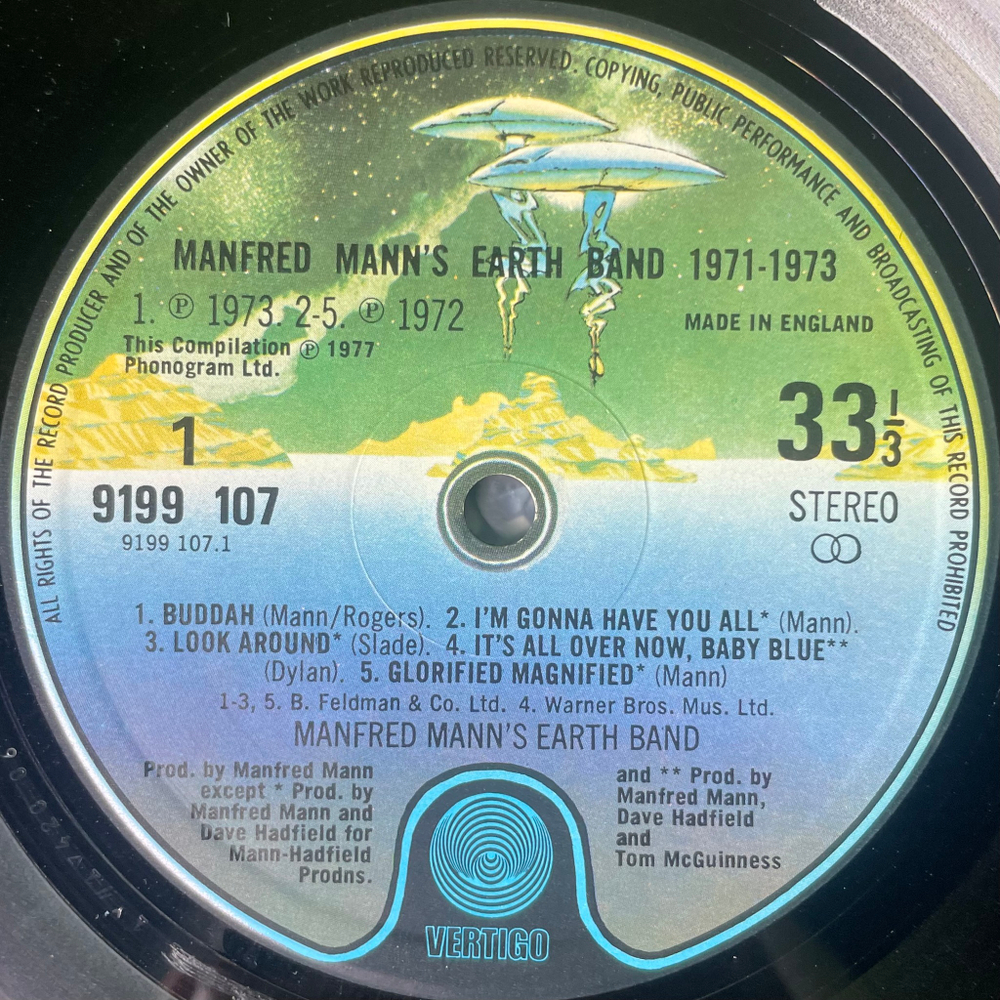 ALL RIGHTS OF THE RECORD PRODUCER AND OF THE OWNER OF THE WORK REPRODUCED RESERVED. COPYING, PUBLIC PERFORMANCE AND BROADCASTING OF THIS RECORD PROHIBITED
MANFRED MANN'S EARTH BAND 1971-1973
1. ℗ 1973. 2-5. ℗ 1972
MADE IN ENGLAND
This Compilation ℗ 1977
Phonogram Ltd.
1
33 1/3
9199 107
STEREO
9199 107.1
1. BUDDAH (Mann/Rogers). 2. I'M GONNA HAVE YOU ALL* (Mann).
3. LOOK AROUND* (Slade). 4. IT'S ALL OVER NOW, BABY BLUE**
(Dylan). 5. GLORIFIED MAGNIFIED* (Mann)
1-3, 5. B. Feldman & Co. Ltd. 4. Warner Bros. Mus. Ltd.
MANFRED MANN'S EARTH BAND
Prod. by Manfred Mann
except * Prod. by
Manfred Mann and
Dave Hadfield for
Mann-Hadfield
Prodns.
and ** Prod. by
Manfred Mann,
Dave Hadfield
and
Tom McGuinness
VERTIGO